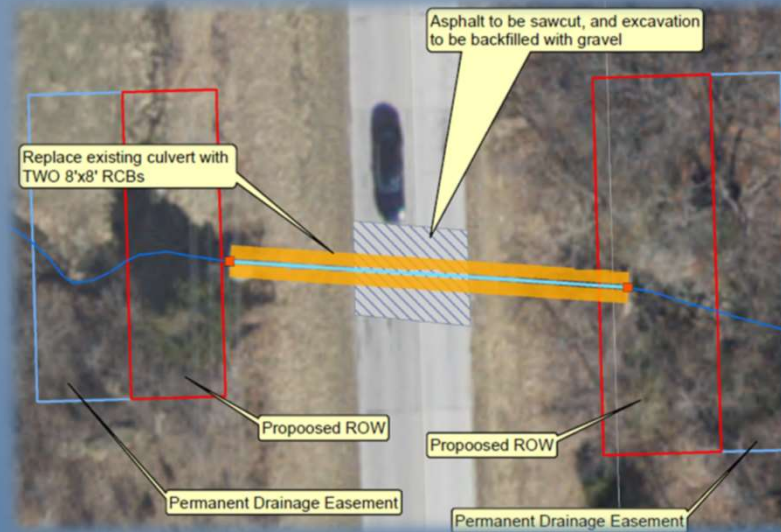 Asphalt to be sawcut, and excavation
to be backfilled with gravel
Replace existing culvert with
TWO 8'x8' RCBs
Propoosed ROW
Propoosed ROW
Permanent Drainage Easement
Permanent Drainage Easement